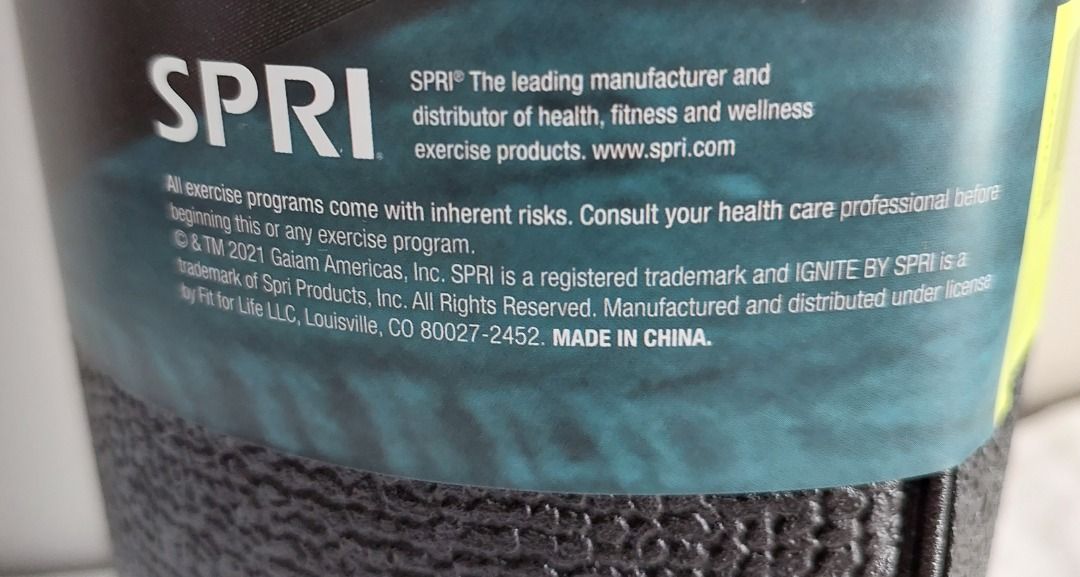 SPRI®
SPRI® The leading manufacturer and
distributor of health, fitness and wellness
exercise products. www.spri.com
All exercise programs come with inherent risks. Consult your health care professional before
beginning this or any exercise program.
© & TM 2021 Gaiam Americas, Inc. SPRI is a registered trademark and IGNITE BY SPRI is a
trademark of Spri Products, Inc. All Rights Reserved. Manufactured and distributed under license
by Fit for Life LLC, Louisville, CO 80027-2452. MADE IN CHINA.